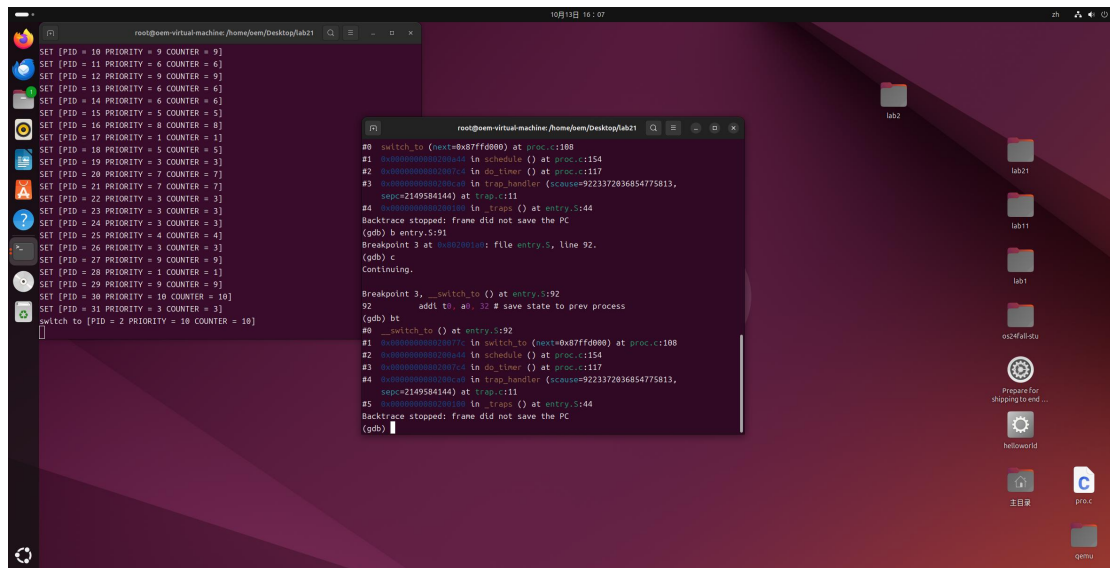 10月13日 16：07
zh
root@oem-virtual-machine: /home/oem/Desktop/lab21
SET [PID = 10 PRIORITY = 9 COUNTER = 9]
SET [PID = 11 PRIORITY = 6 COUNTER = 6]
SET [PID = 12 PRIORITY = 9 COUNTER = 9]
SET [PID = 13 PRIORITY = 6 COUNTER = 6]
SET [PID = 14 PRIORITY = 6 COUNTER = 6]
SET [PID = 15 PRIORITY = 5 COUNTER = 5]
SET [PID = 16 PRIORITY = 8 COUNTER = 8]
SET [PID = 17 PRIORITY = 1 COUNTER = 1]
SET [PID = 18 PRIORITY = 5 COUNTER = 5]
SET [PID = 19 PRIORITY = 3 COUNTER = 3]
SET [PID = 20 PRIORITY = 7 COUNTER = 7]
SET [PID = 21 PRIORITY = 7 COUNTER = 7]
SET [PID = 22 PRIORITY = 3 COUNTER = 3]
SET [PID = 23 PRIORITY = 3 COUNTER = 3]
SET [PID = 24 PRIORITY = 3 COUNTER = 3]
SET [PID = 25 PRIORITY = 4 COUNTER = 4]
SET [PID = 26 PRIORITY = 3 COUNTER = 3]
SET [PID = 27 PRIORITY = 9 COUNTER = 9]
SET [PID = 28 PRIORITY = 1 COUNTER = 1]
SET [PID = 29 PRIORITY = 9 COUNTER = 9]
SET [PID = 30 PRIORITY = 10 COUNTER = 10]
SET [PID = 31 PRIORITY = 3 COUNTER = 3]
switch to [PID = 2 PRIORITY = 10 COUNTER = 10]
root@oem-virtual-machine: /home/oem/Desktop/lab21
#0 switch_to (next=0x87ffd000) at proc.c:108
#1 0x0000000080200a44 in schedule () at proc.c:154
#2 0x00000000802007c4 in do_timer () at proc.c:117
#3 0x0000000080200ca0 in trap_handler (scause=9223372036854775813,
sepc=2149584144) at trap.c:11
#4 0x0000000080200100 in _traps () at entry.S:44
Backtrace stopped: frame did not save the PC
(gdb) b entry.S:91
Breakpoint 3 at 0x802001a0: file entry.S, line 92.
(gdb) c
Continuing.
Breakpoint 3, __switch_to () at entry.S:92
92 addi t0, a0, 32 # save state to prev process
(gdb) bt
#0 __switch_to () at entry.S:92
#1 0x000000008020077c in switch_to (next=0x87ffd000) at proc.c:108
#2 0x0000000080200a44 in schedule () at proc.c:154
#3 0x00000000802007c4 in do_timer () at proc.c:117
#4 0x0000000080200ca0 in trap_handler (scause=9223372036854775813,
sepc=2149584144) at trap.c:11
#5 0x0000000080200100 in _traps () at entry.S:44
Backtrace stopped: frame did not save the PC
(gdb)
lab2
lab21
lab11
lab1
os24fall-stu
Prepare for
shipping to end ...
helloworld
主目录
pro.c
qemu